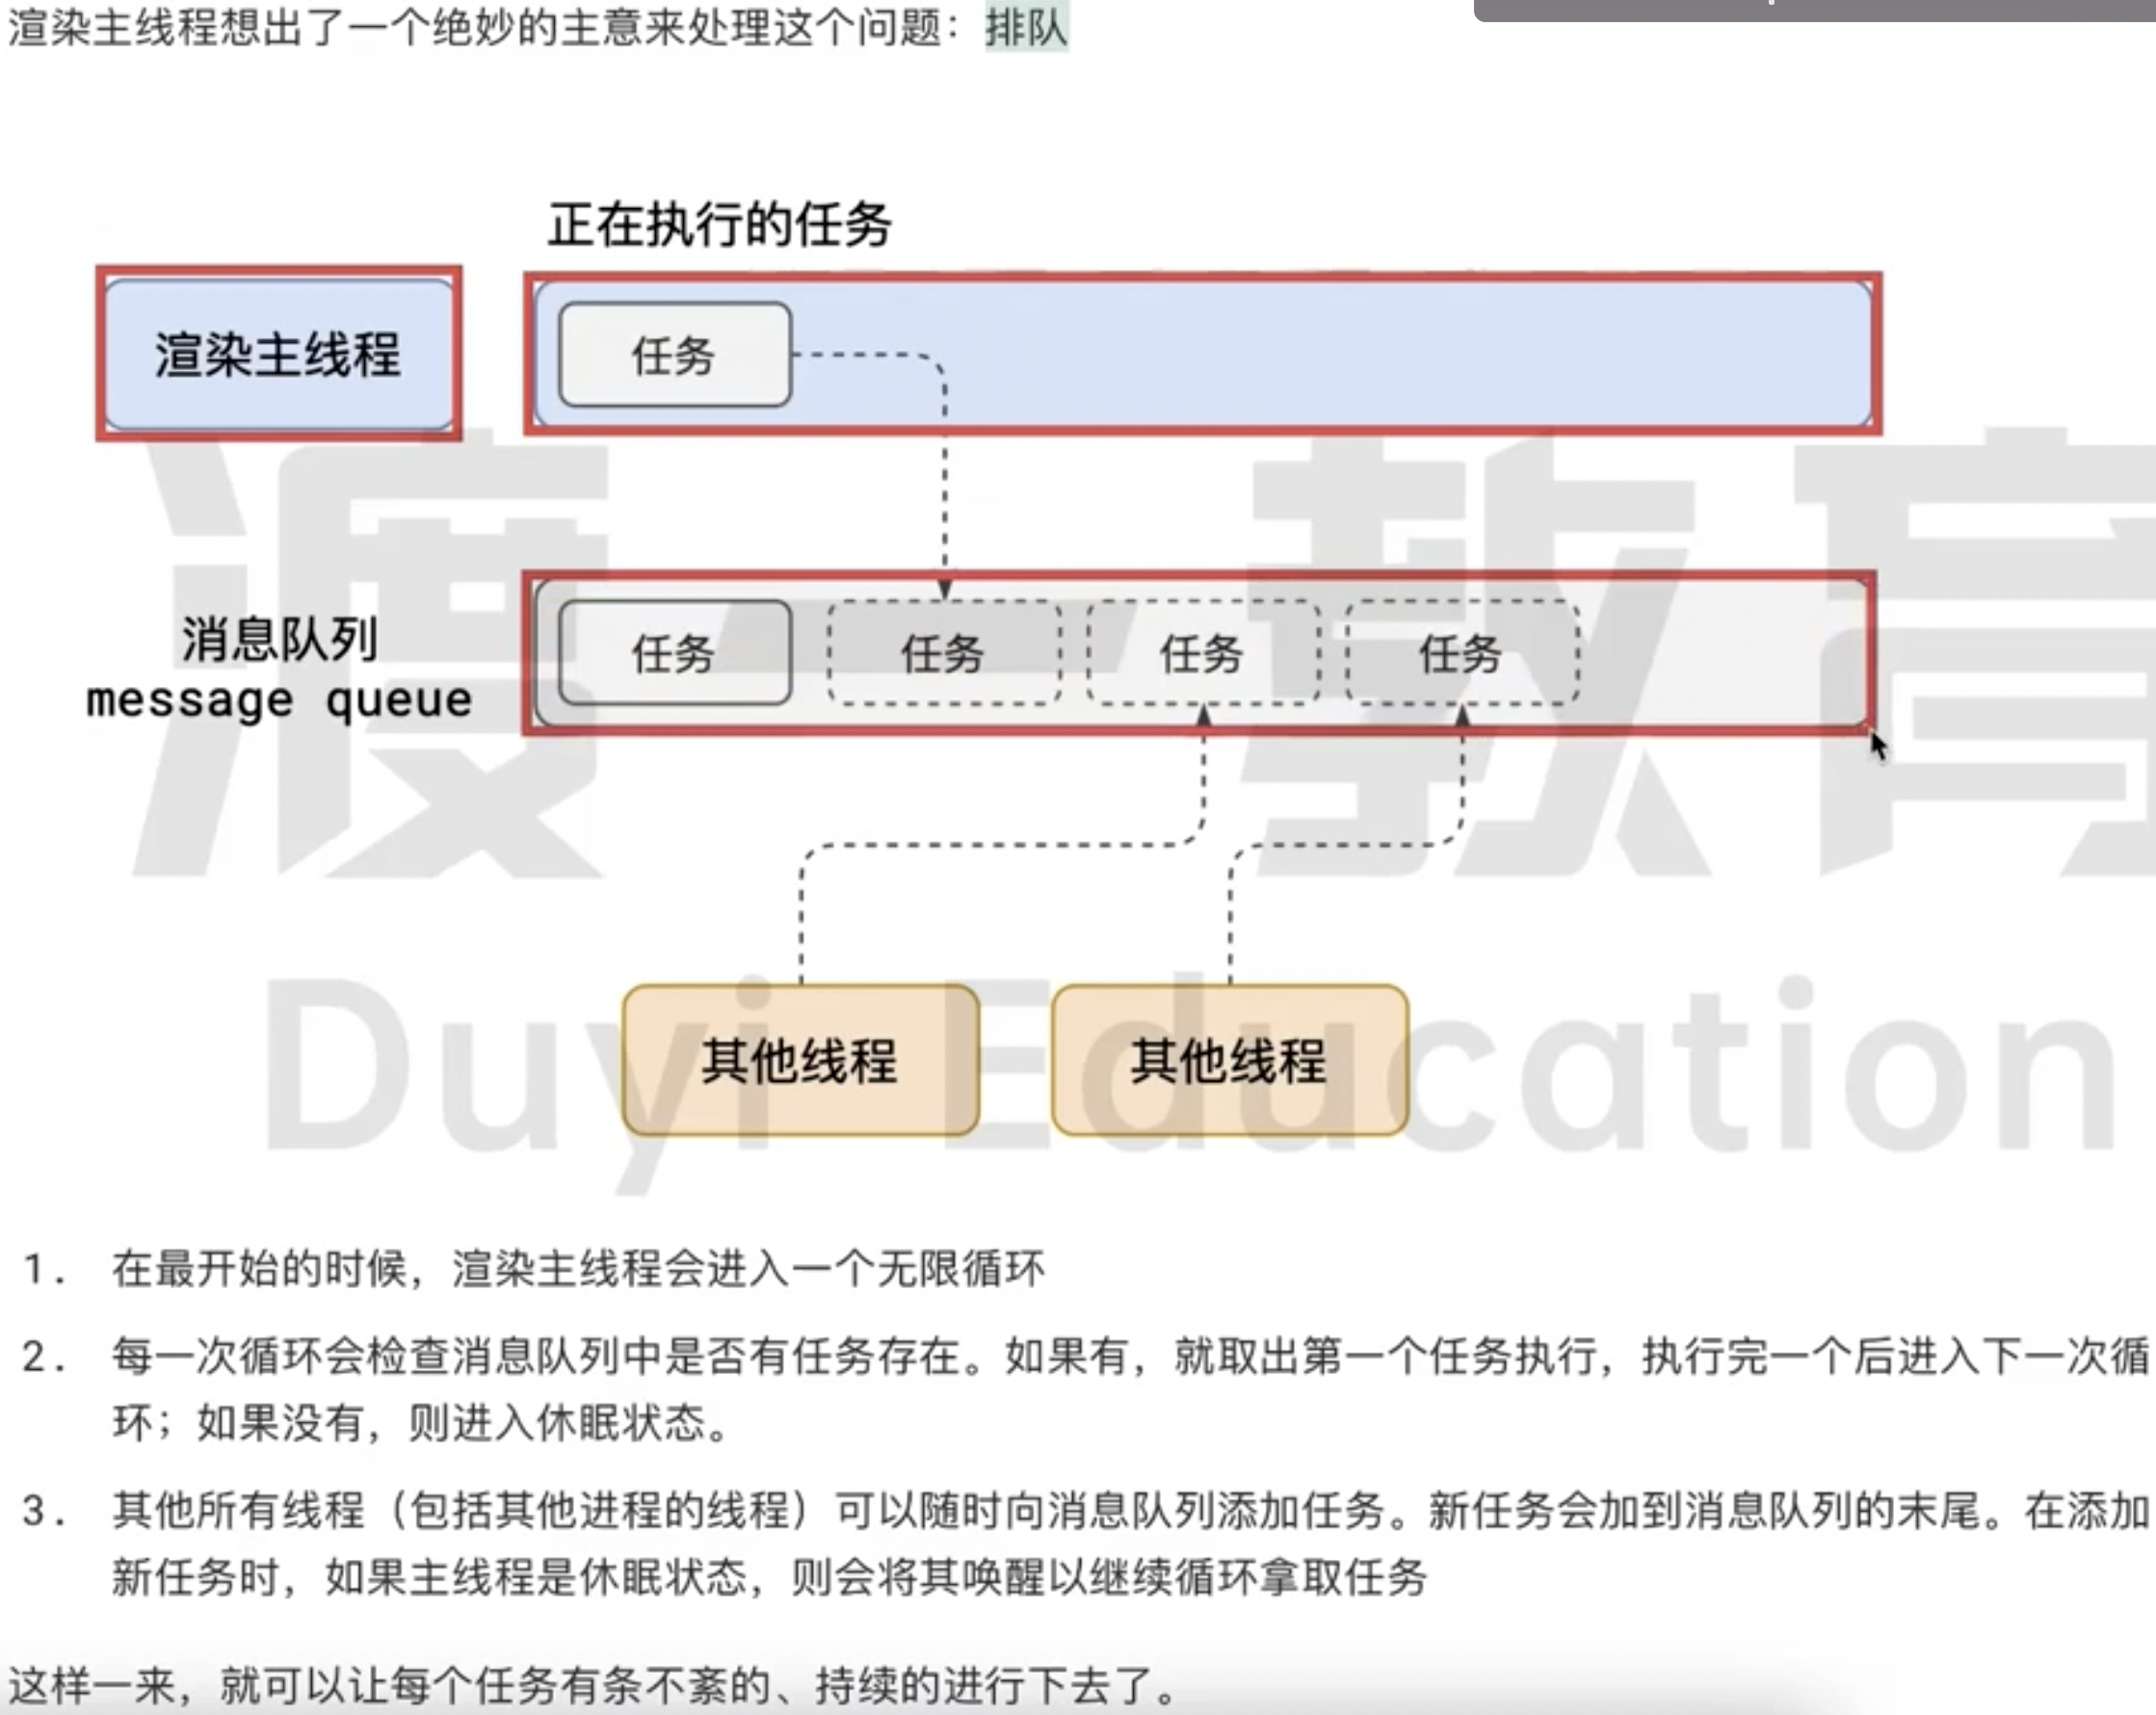 渲染主线程想出了一个绝妙的主意来处理这个问题：排队
正在执行的任务
渲染主线程
任务
消息队列
message queue
任务
任务
任务
任务
其他线程
其他线程
渡一教育
Duyi Education
1. 在最开始的时候，渲染主线程会进入一个无限循环
2. 每一次循环会检查消息队列中是否有任务存在。如果有，就取出第一个任务执行，执行完一个后进入下一次循
环；如果没有，则进入休眠状态。
3. 其他所有线程（包括其他进程的线程）可以随时向消息队列添加任务。新任务会加到消息队列的末尾。在添加
新任务时，如果主线程是休眠状态，则会将其唤醒以继续循环拿取任务
这样一来，就可以让每个任务有条不紊的、持续的进行下去了。